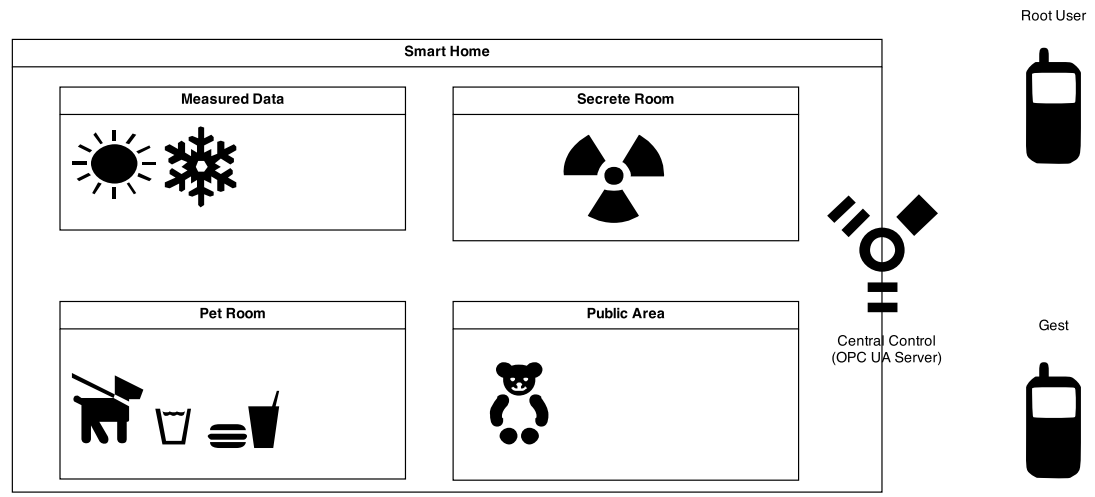 Root User
Smart Home
Measured Data
Secrete Room
Pet Room
Public Area
Gest
Central Control
(OPC UA Server)